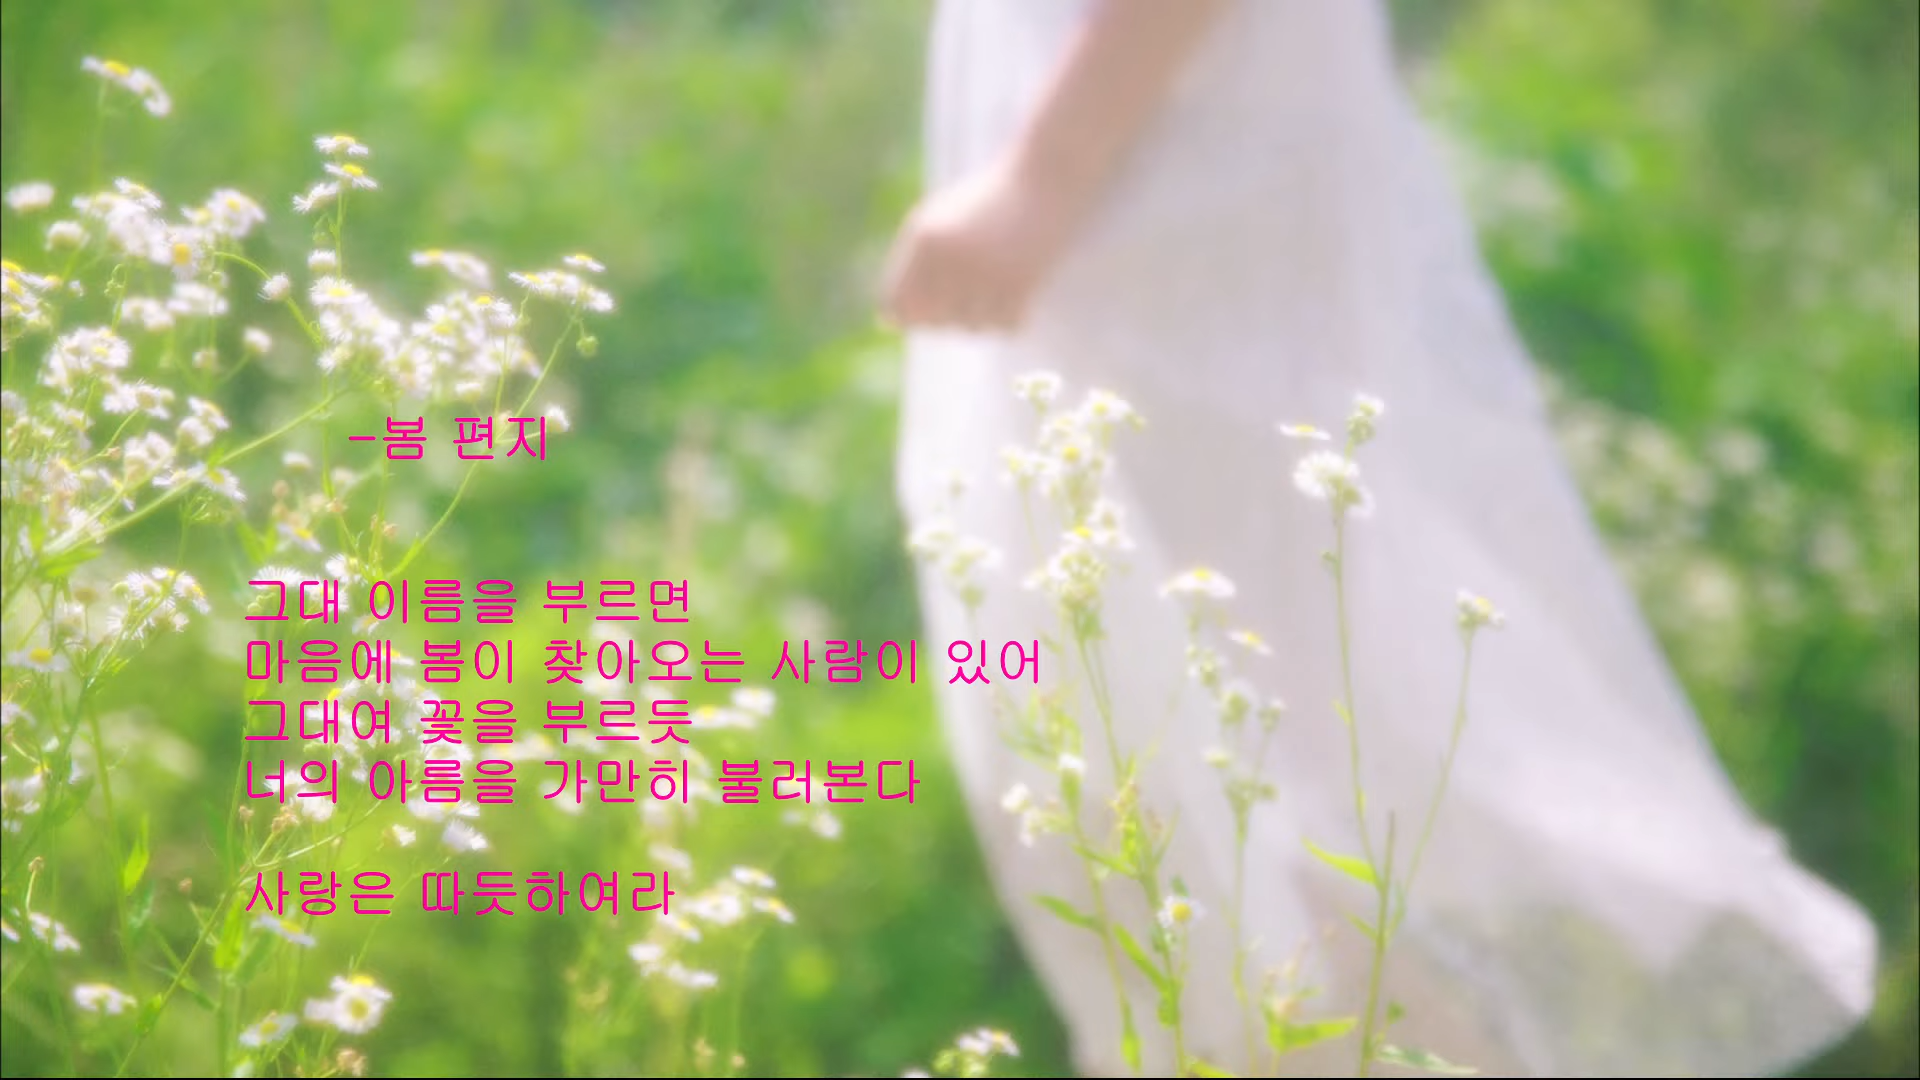 -봄 편지
그대 이름을 부르면
마음에 봄이 찾아오는 사람이 있어
그대여 꽃을 부르듯
너의 아름을 가만히 불러본다
사랑은 따듯하여라